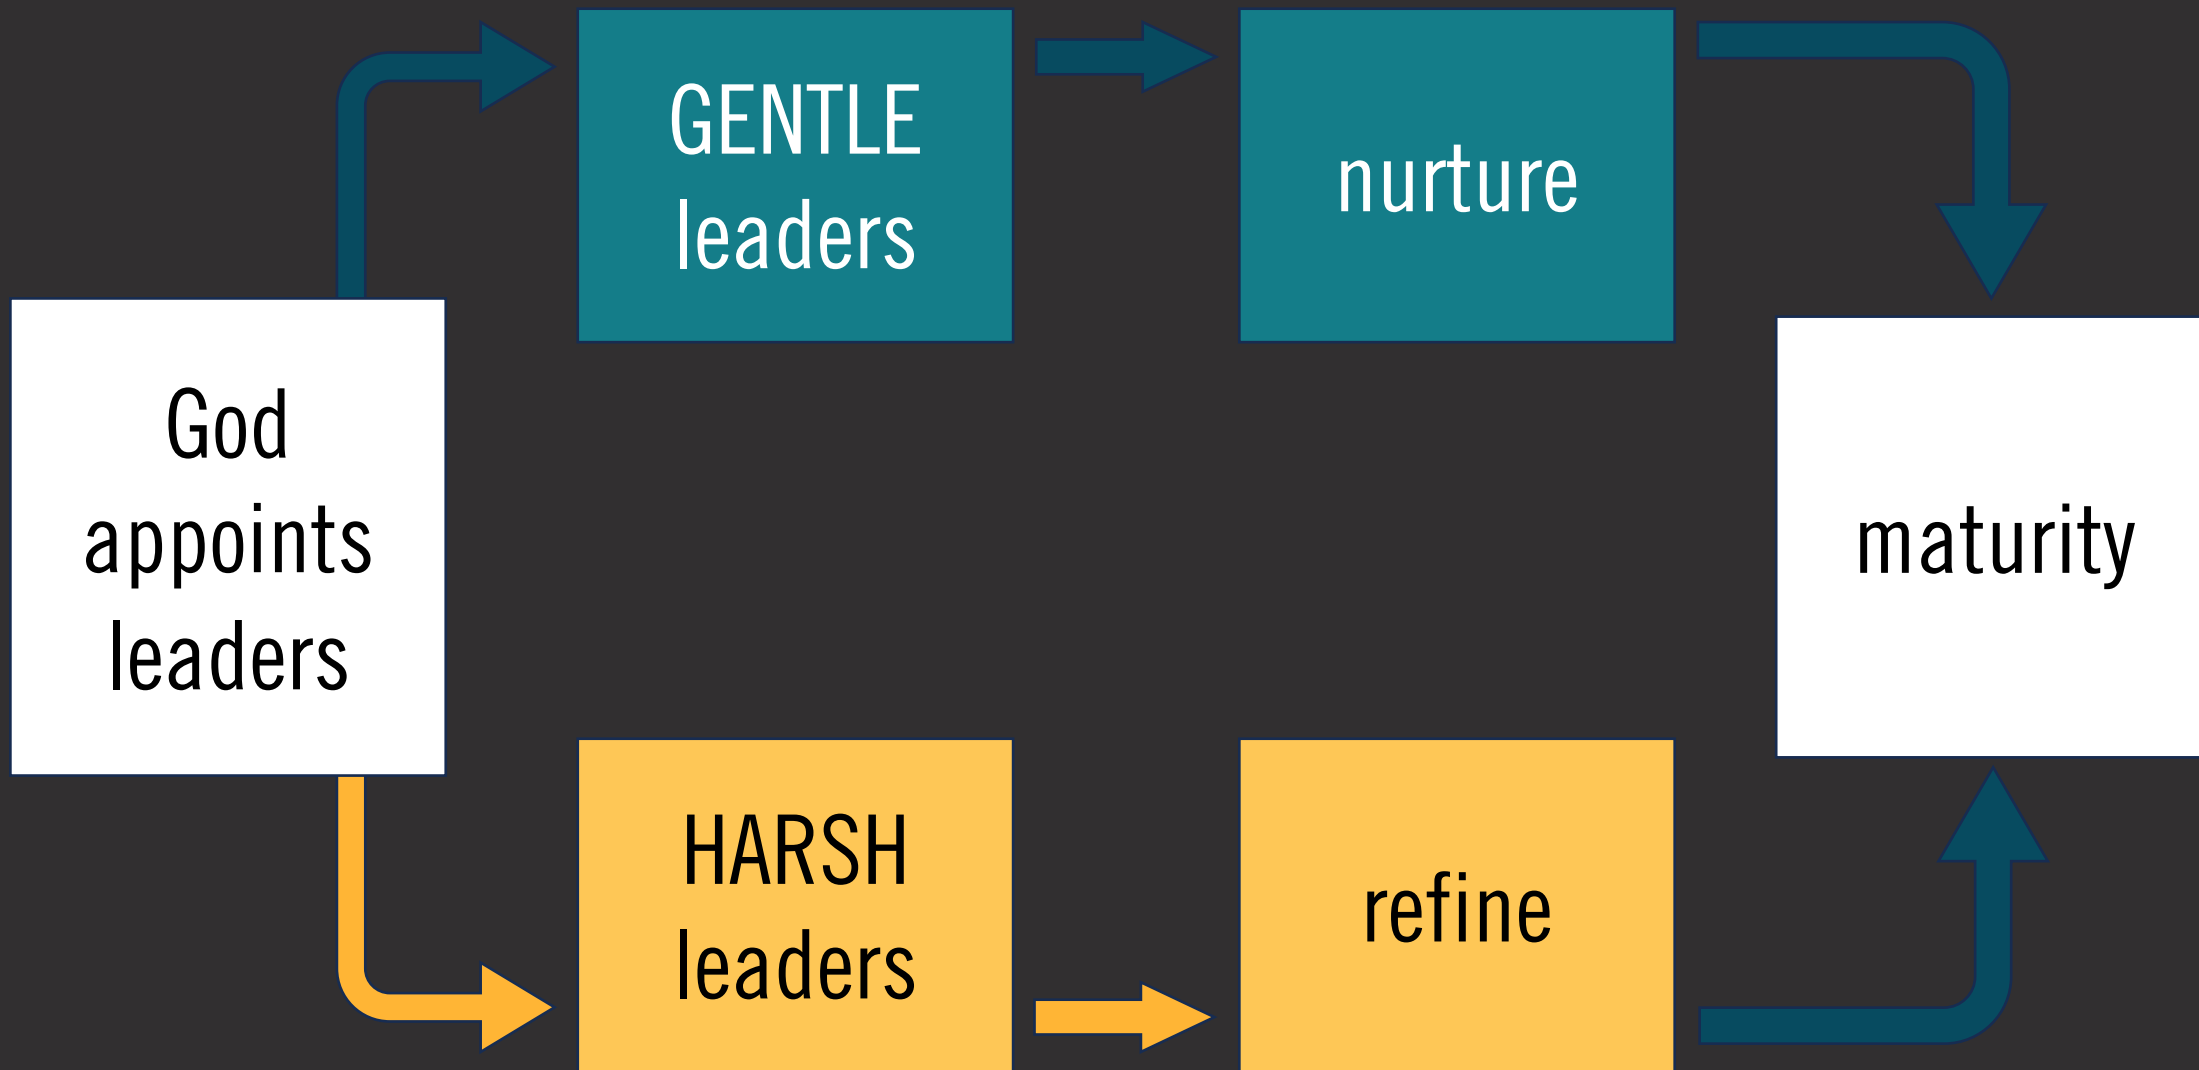 God
appoints
leaders
GENTLE
leaders
nurture
HARSH
leaders
refine
maturity